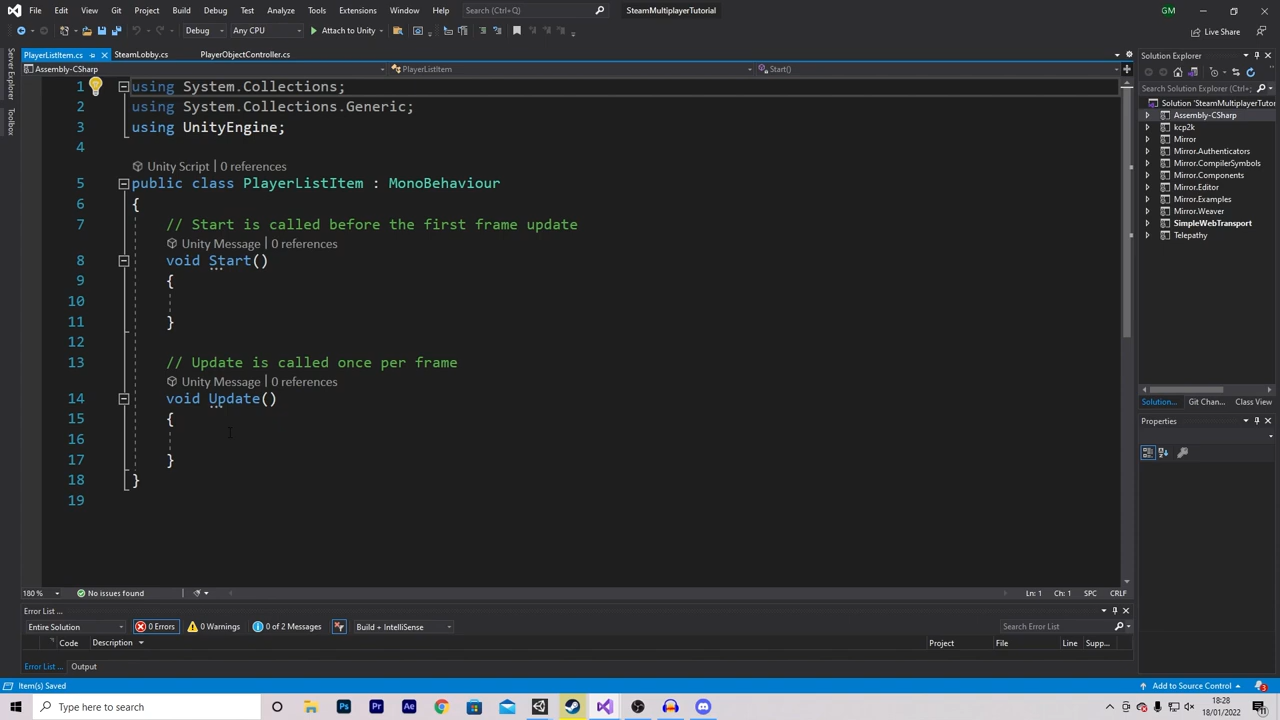 File Edit View Git Project Build Debug Test Analyze Tools Extensions Window Help Search (Ctrl+Q) SteamMultiplayerTutorial GM
Debug Any CPU Attach to Unity Live Share
PlayerListItem.cs SteamLobby.cs PlayerObjectController.cs
Assembly-CSharp PlayerListItem Start()
Server Explorer
Toolbox
1 using System.Collections;
2 using System.Collections.Generic;
3 using UnityEngine;
4
Unity Script | 0 references
5 public class PlayerListItem : MonoBehaviour
6 {
7 // Start is called before the first frame update
Unity Message | 0 references
8 void Start()
9 {
10
11 }
12
13 // Update is called once per frame
Unity Message | 0 references
14 void Update()
15 {
16
17 }
18 }
19
180 % No issues found Ln: 1 Ch: 1 SPC CRLF
Solution Explorer
Search Solution Explorer (Ctrl+;)
Solution 'SteamMultiplayerTutor
Assembly-CSharp
kcp2k
Mirror
Mirror.Authenticators
Mirror.CompilerSymbols
Mirror.Components
Mirror.Editor
Mirror.Examples
Mirror.Weaver
SimpleWebTransport
Telepathy
Solution... Git Chan... Class View
Properties
Error List ...
Entire Solution 0 Errors 0 Warnings 0 of 2 Messages Build + IntelliSense Search Error List
Code Description Project File Line Supp...
Error List ... Output
Item(s) Saved Add to Source Control 3
Type here to search Ps Pr Ae 18:28
18/01/2022